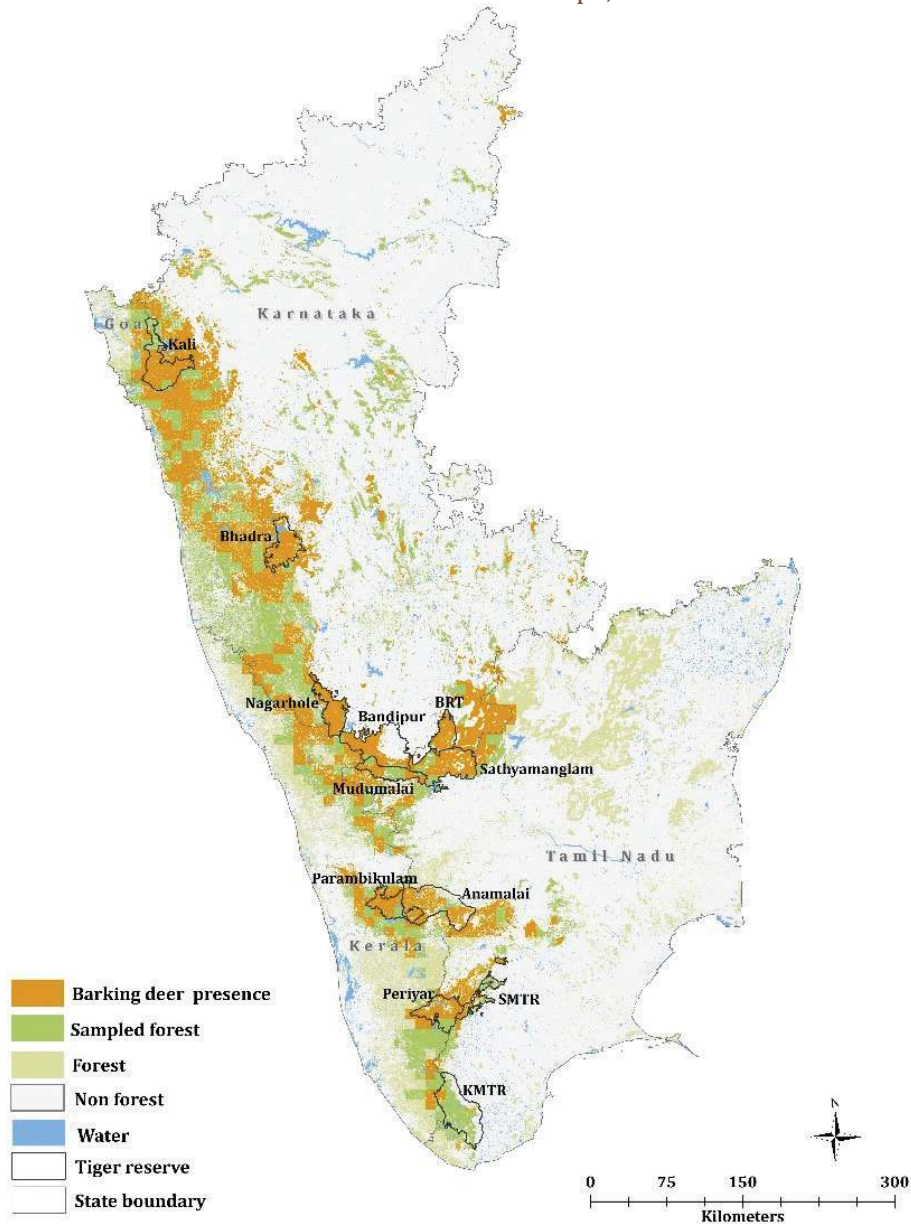 Karnataka
Goa
Kali
Bhadra
Nagarhole
Bandipur
BRT
Sathyamanglam
Mudumalai
Tamil Nadu
Parambikulam
Anamalai
Kerala
Periyar
SMTR
KMTR
Barking deer presence
Sampled forest
Forest
Non forest
Water
Tiger reserve
State boundary
N
0 75 150 300
Kilometers